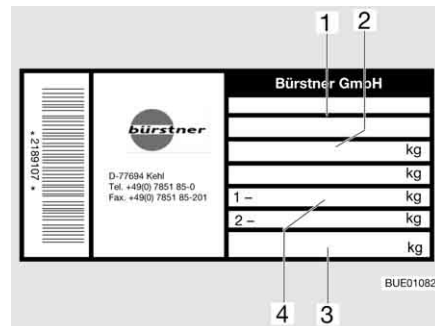 1 2
Bürstner GmbH
* 2189107 *
bürstner
D-77694 Kehl
Tel. +49(0) 7851 85-0
Fax. +49(0) 7851 85-201
kg
kg
1 – kg
2 – kg
kg
BUE01082
4 3